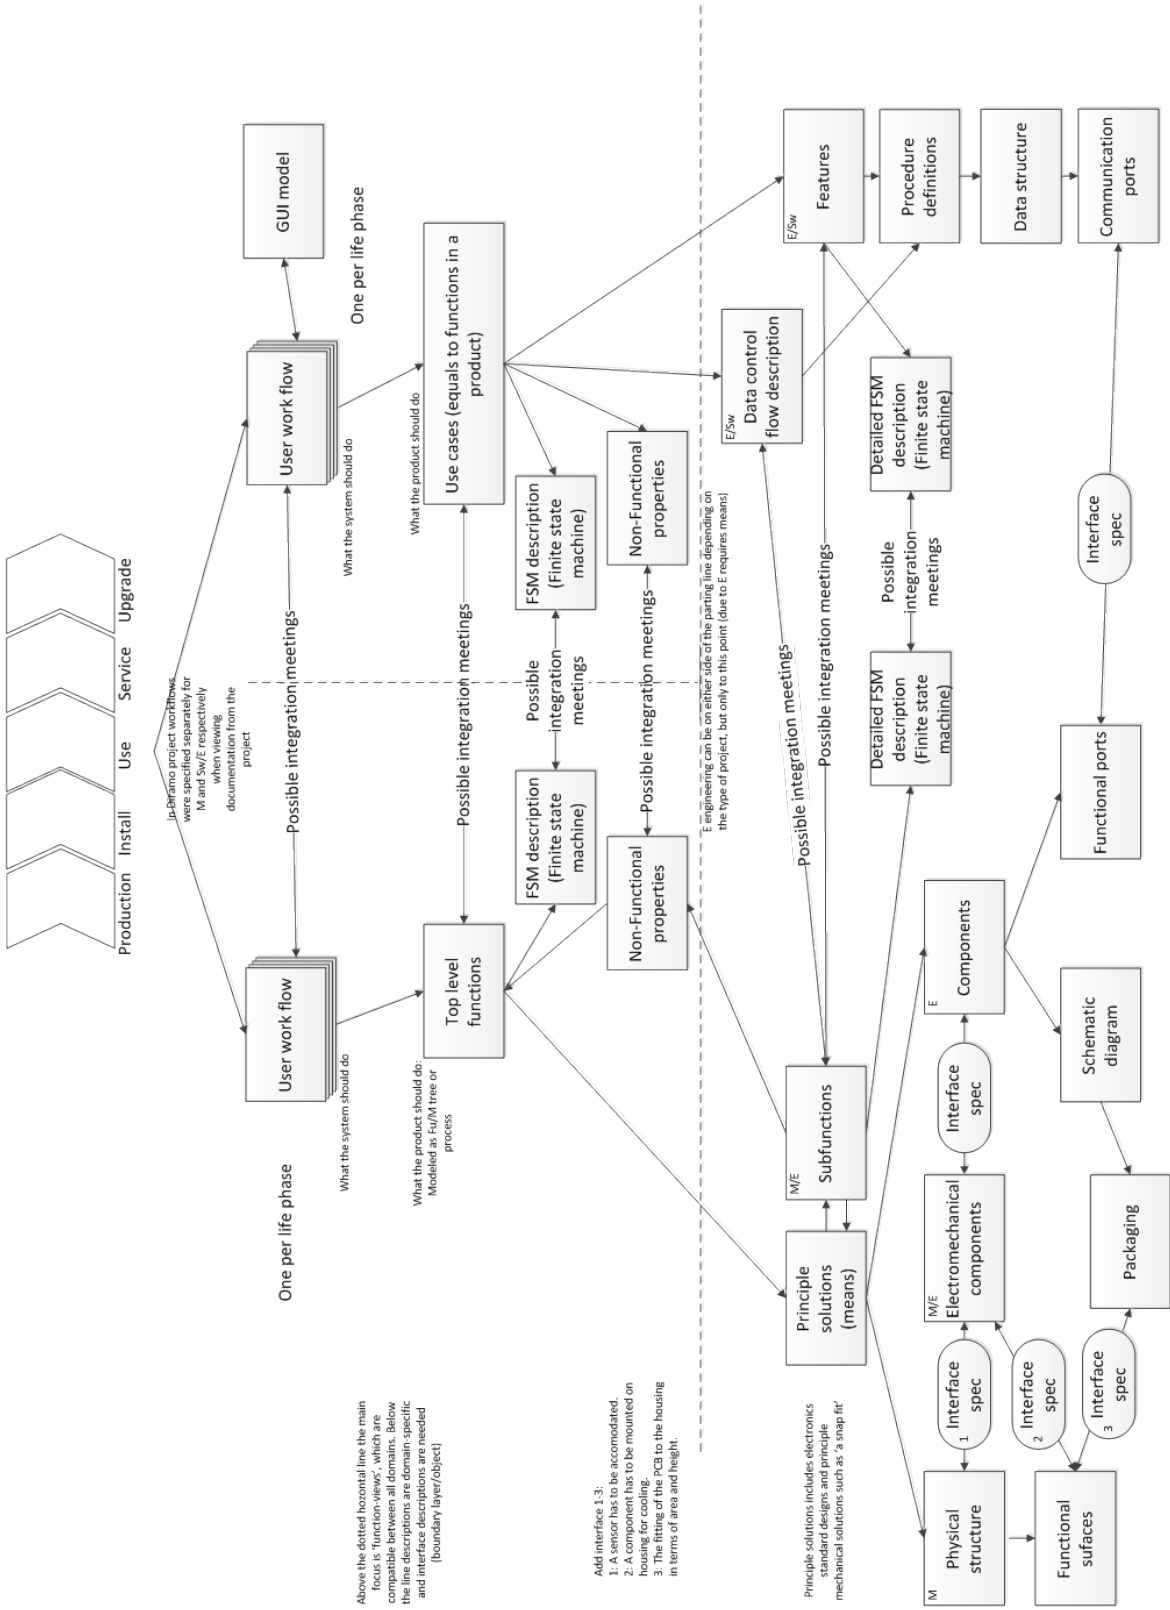 Production
Install
Use
Service
Upgrade
In Diramo project workflows
were specified separately for
M and Sw/E respectively
when viewing
documentation from the
project
One per life phase
User work flow
Possible integration meetings
User work flow
GUI model
What the system should do
What the system should do
One per life phase
What the product should do:
Modeled as Fu/M tree or
process
Top level
functions
Possible integration meetings
What the product should do
Use cases (equals to functions in a
product)
FSM description
(Finite state
machine)
Possible
integration
meetings
FSM description
(Finite state
machine)
Non-Functional
properties
Possible integration meetings
Non-Functional
properties
Above the dotted hozontal line the main
focus is 'function-views', which are
compatible between all domains. Below
the line descriptions are domain-specific
and interface descriptions are needed
(boundary layer/object)
Add interface 1-3:
1: A sensor has to be accomodated.
2: A component has to be mounted on
housing for cooling.
3: The fitting of the PCB to the housing
in terms of area and height.
E engineering can be on either side of the parting line depending on
the type of project, but only to this point (due to E requires means)
Principle solutions includes electronics
standard designs and principle
mechanical solutions such as 'a snap fit'
Principle
solutions
(means)
M/E
Subfunctions
Possible integration meetings
Possible integration meetings
E/Sw
Data control
flow description
E/Sw
Features
Detailed FSM
description
(Finite state
machine)
Possible
integration
meetings
Detailed FSM
description
(Finite state
machine)
Procedure
definitions
Data structure
Communication
ports
M
Physical
structure
1
Interface
spec
M/E
Electromechanical
components
Interface
spec
E
Components
2
Interface
spec
Functional
sufaces
3
Interface
spec
Packaging
Schematic
diagram
Functional ports
Interface
spec